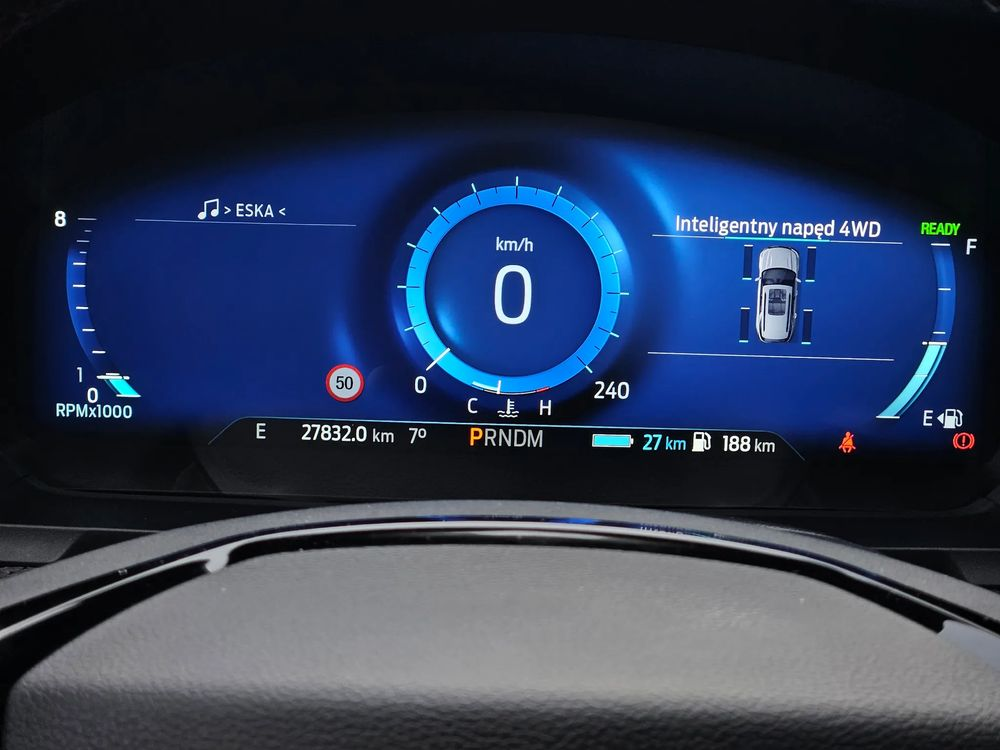 > ESKA <
Inteligentny napęd 4WD
READY
8
F
km/h
0
50
1
0
RPMx1000
0
240
C H
E
E 27832.0 km 7º PRNDM 27 km 188 km